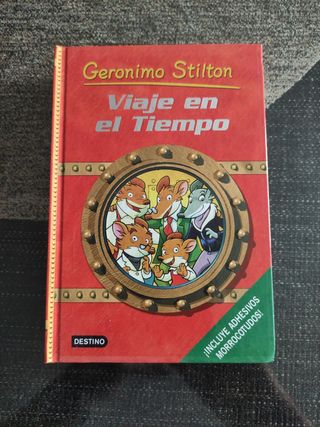 Geronimo Stilton
Viaje en
el Tiempo
¡INCLUYE ADHESIVOS
MORROCOTUDOS!
DESTINO